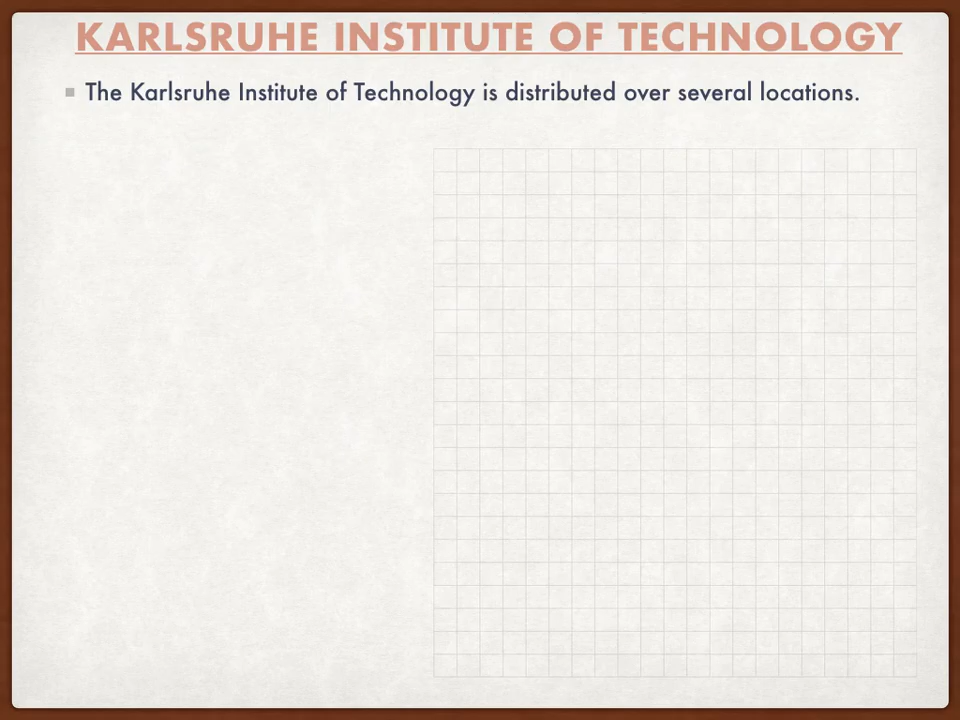 KARLSRUHE INSTITUTE OF TECHNOLOGY
The Karlsruhe Institute of Technology is distributed over several locations.